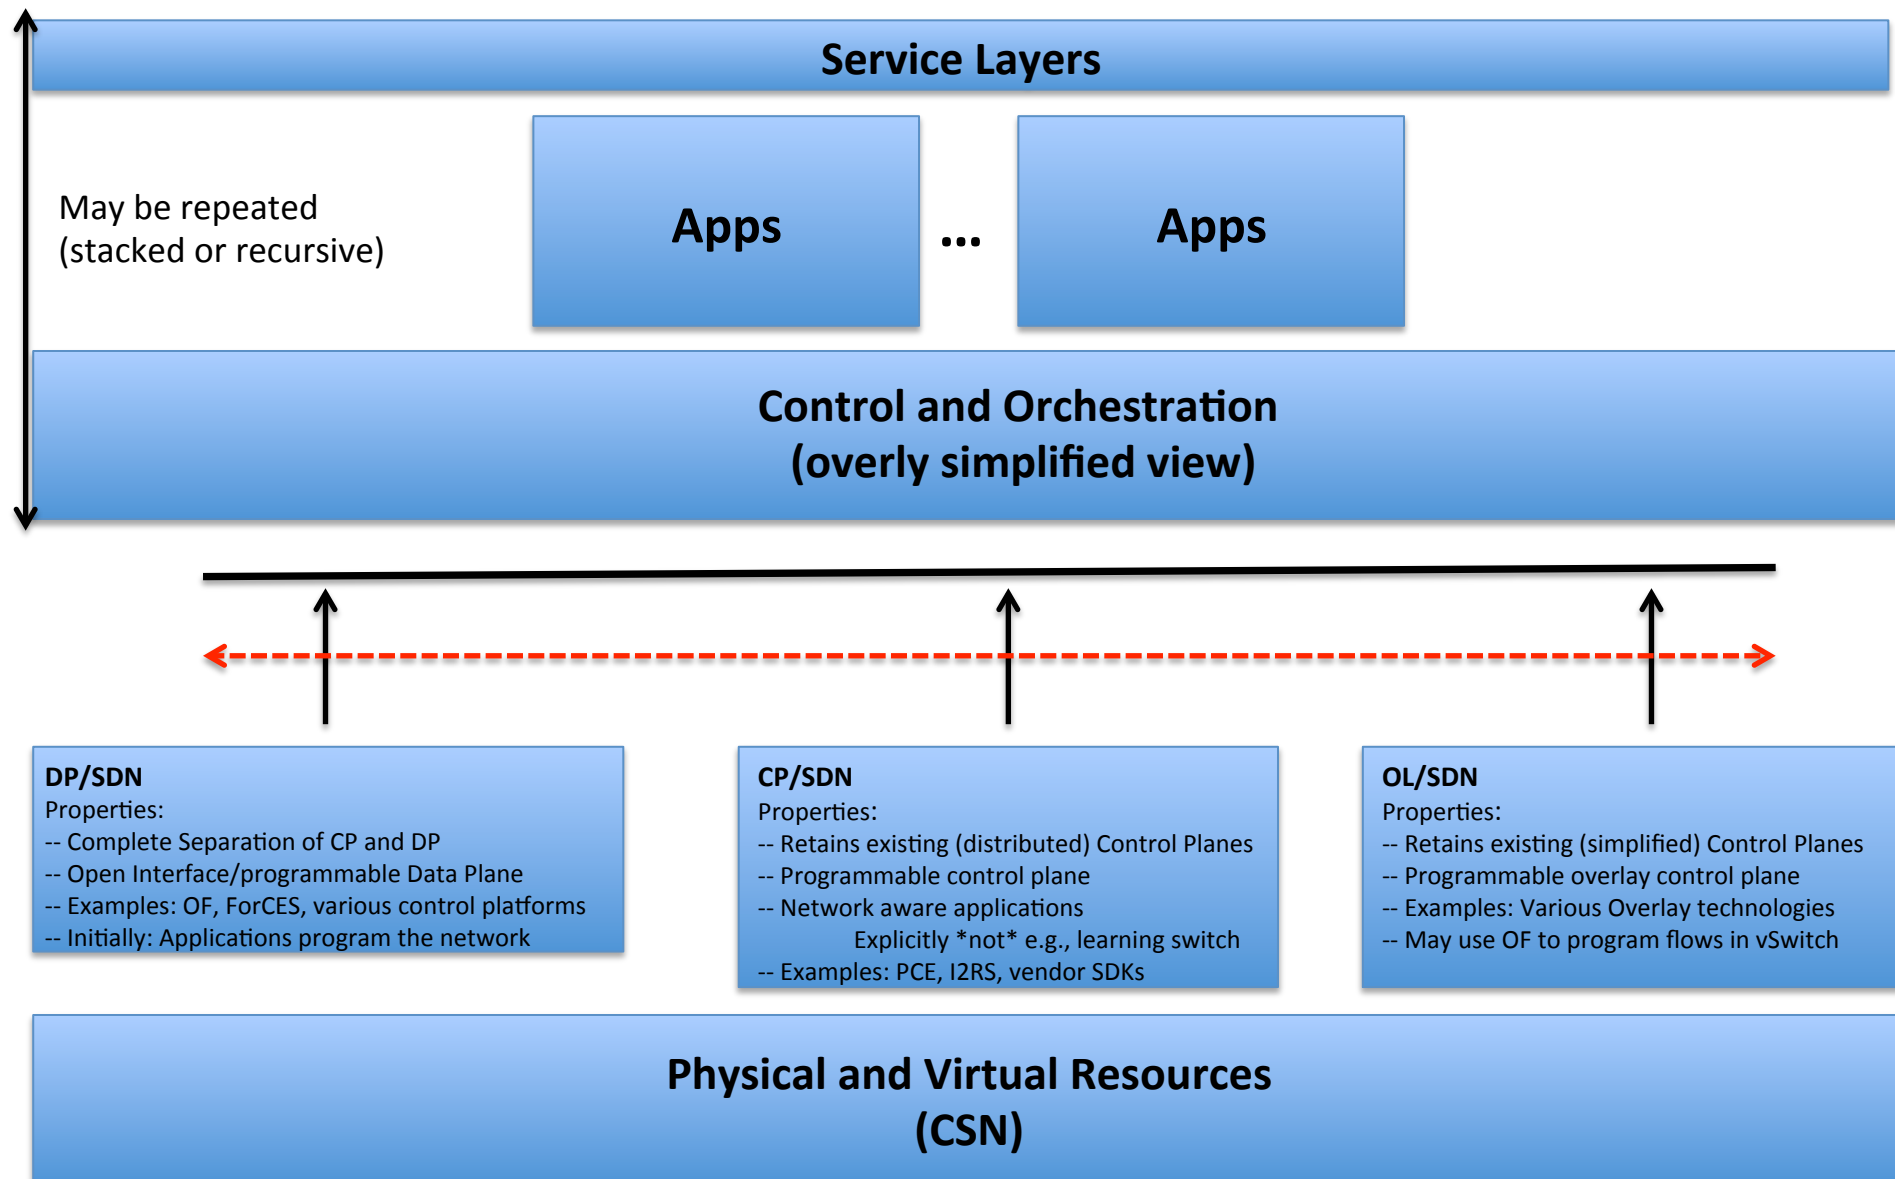 Service Layers
May be repeated
(stacked or recursive)
Apps
...
Apps
Control and Orchestration
(overly simplified view)
DP/SDN
Properties:
-- Complete Separation of CP and DP
-- Open Interface/programmable Data Plane
-- Examples: OF, ForCES, various control platforms
-- Initially: Applications program the network
CP/SDN
Properties:
-- Retains existing (distributed) Control Planes
-- Programmable control plane
-- Network aware applications
Explicitly *not* e.g., learning switch
-- Examples: PCE, I2RS, vendor SDKs
OL/SDN
Properties:
-- Retains existing (simplified) Control Planes
-- Programmable overlay control plane
-- Examples: Various Overlay technologies
-- May use OF to program flows in vSwitch
Physical and Virtual Resources
(CSN)